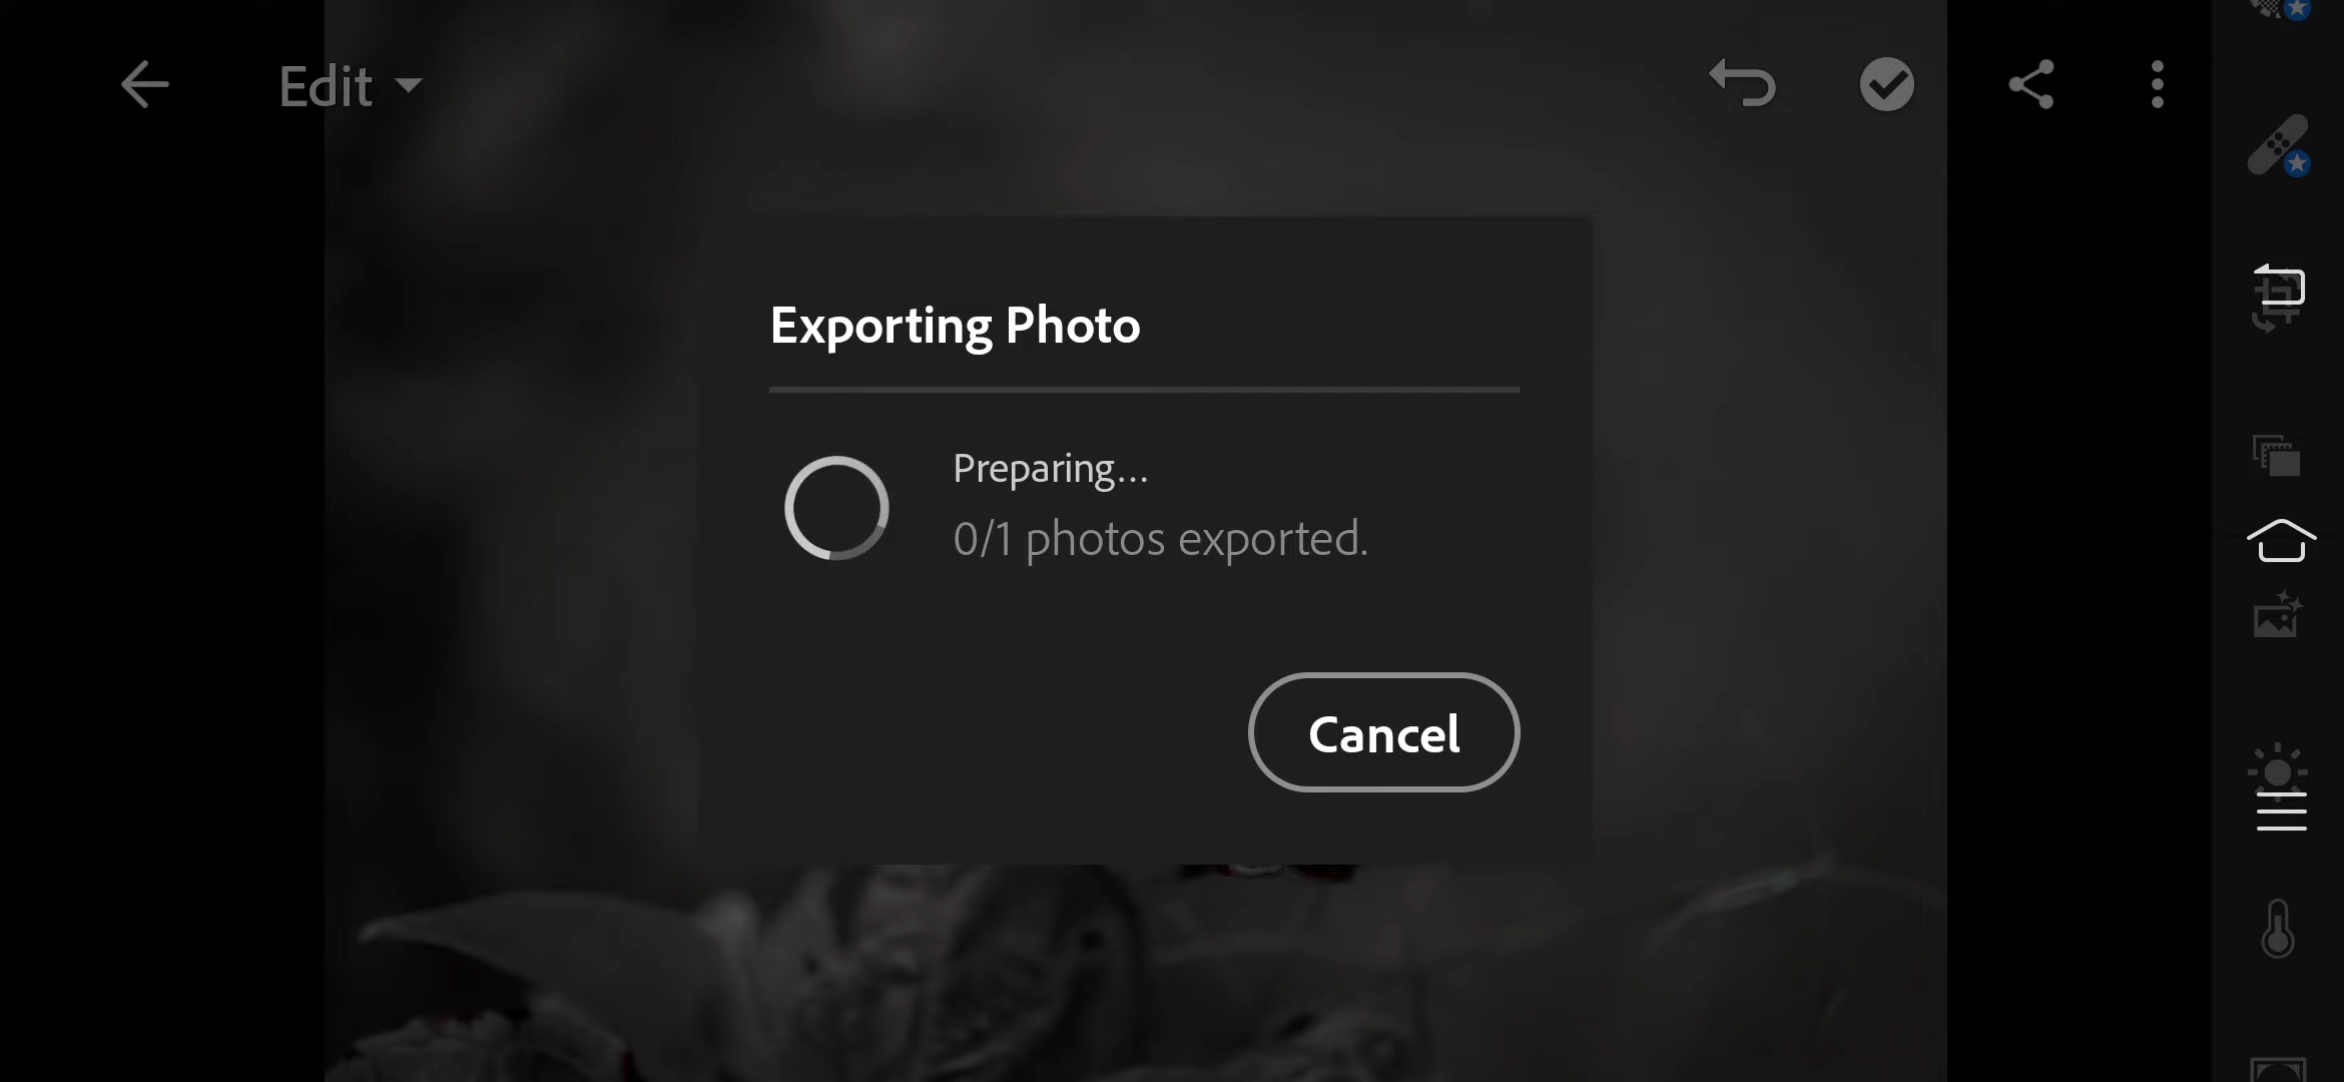 Edit
Exporting Photo
Preparing...
0/1 photos exported.
Cancel